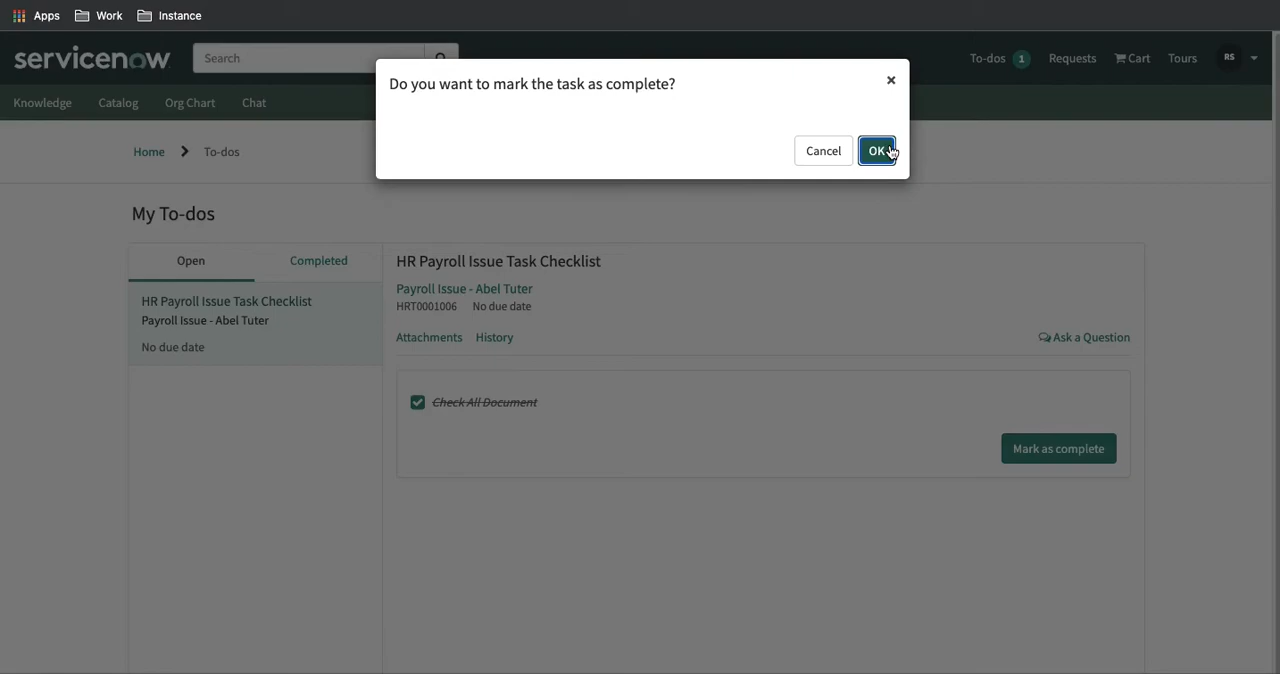 Apps Work Instance
servicenow Search To-dos 1 Requests Cart Tours RS
Do you want to mark the task as complete? ×
Cancel OK
Knowledge Catalog Org Chart Chat
Home To-dos
My To-dos
Open Completed
HR Payroll Issue Task Checklist
Payroll Issue - Abel Tuter
No due date
HR Payroll Issue Task Checklist
Payroll Issue - Abel Tuter
HRT0001006 No due date
Attachments History Ask a Question
Check All Document
Mark as complete